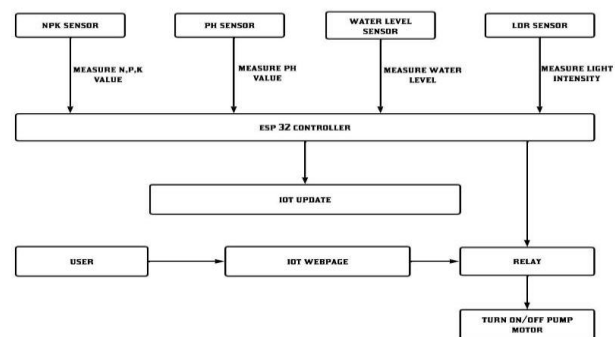 NPK SENSOR
PH SENSOR
WATER LEVEL
SENSOR
LDR SENSOR
MEASURE N,P,K
VALUE
MEASURE PH
VALUE
MEASURE WATER
LEVEL
MEASURE LIGHT
INTENSITY
ESP 32 CONTROLLER
IOT UPDATE
USER
IOT WEBPAGE
RELAY
TURN ON/OFF PUMP
MOTOR